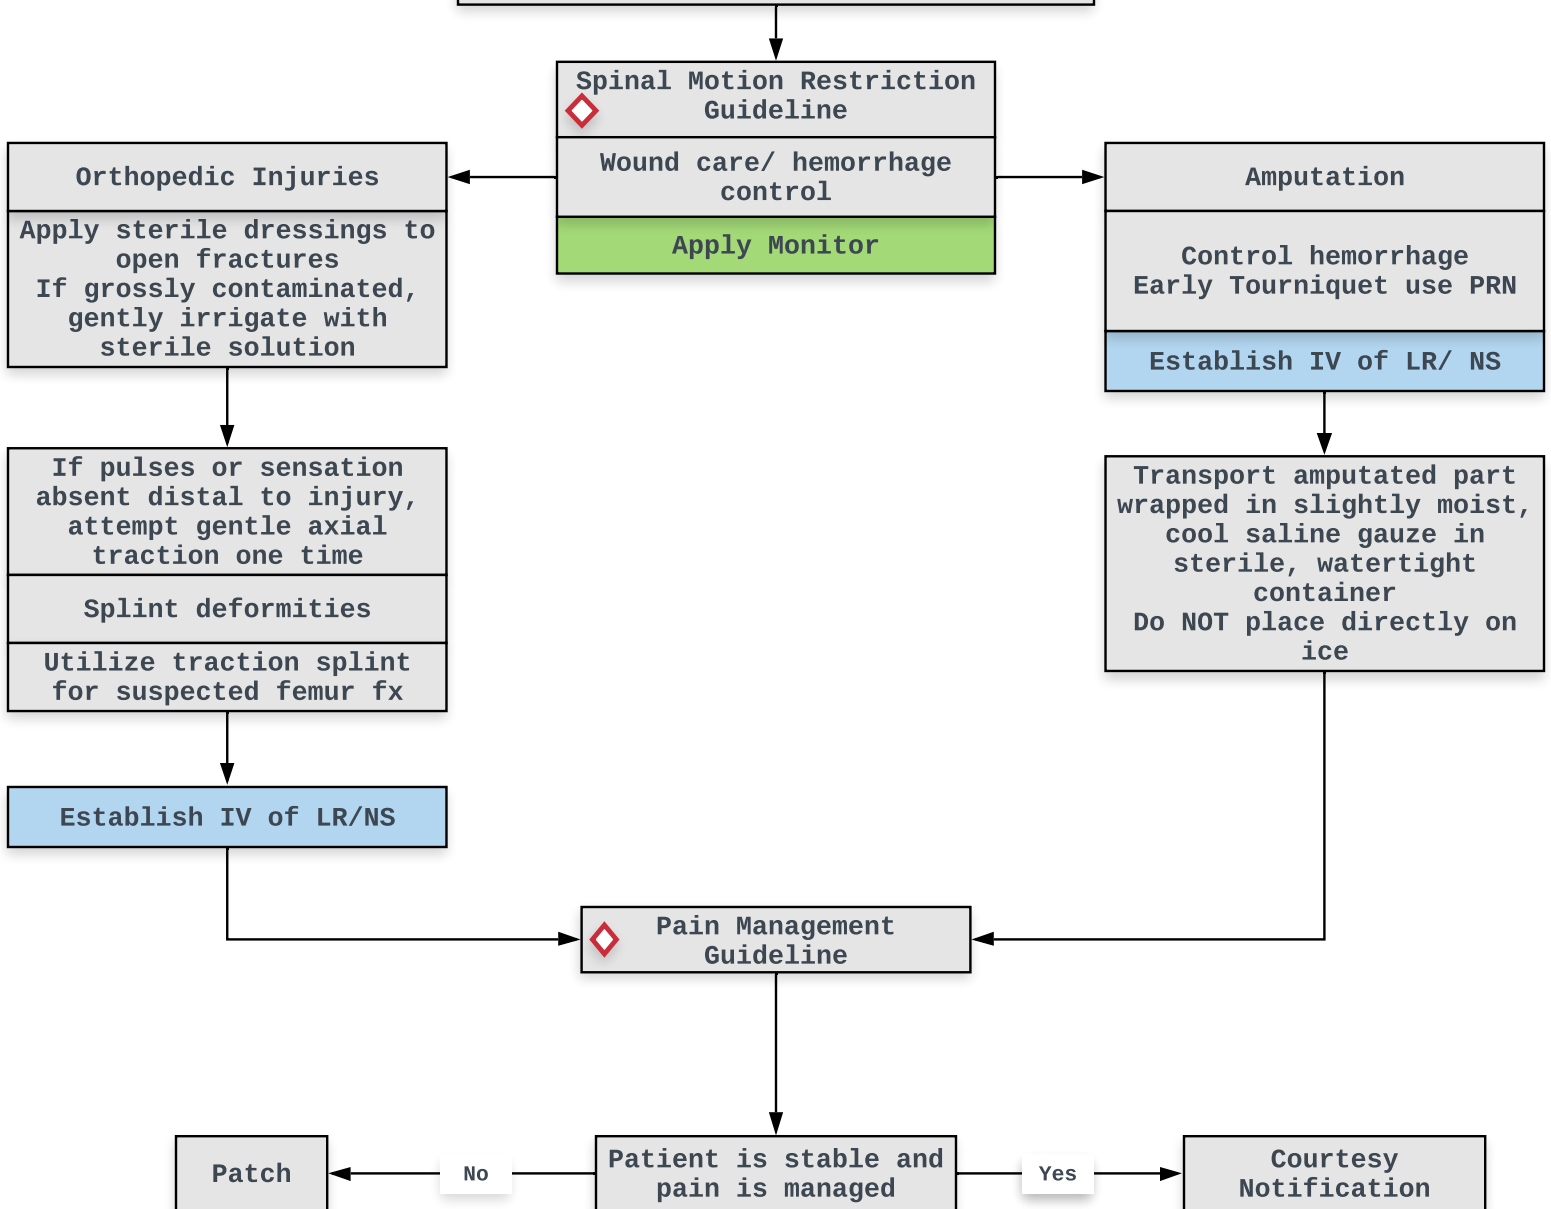 Spinal Motion Restriction
Guideline
Wound care/ hemorrhage
control
Apply Monitor
Orthopedic Injuries
Apply sterile dressings to
open fractures
If grossly contaminated,
gently irrigate with
sterile solution
If pulses or sensation
absent distal to injury,
attempt gentle axial
traction one time
Splint deformities
Utilize traction splint
for suspected femur fx
Establish IV of LR/NS
Amputation
Control hemorrhage
Early Tourniquet use PRN
Establish IV of LR/ NS
Transport amputated part
wrapped in slightly moist,
cool saline gauze in
sterile, watertight
container
Do NOT place directly on
ice
Pain Management
Guideline
Patient is stable and
pain is managed
No
Patch
Yes
Courtesy
Notification